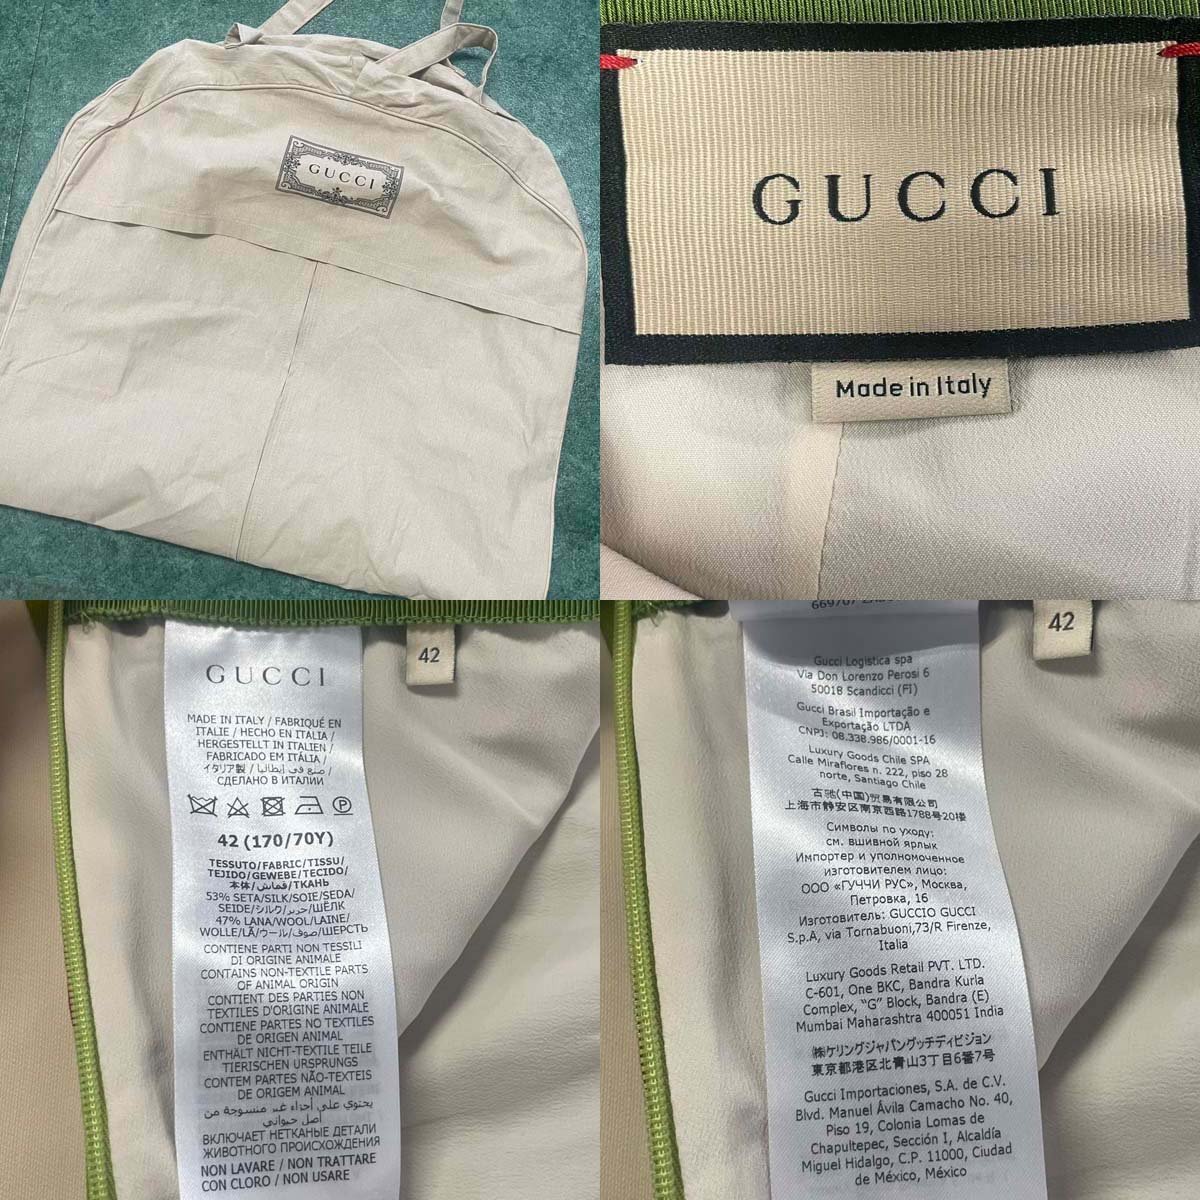 GUCCI
GUCCI
Made in Italy
GUCCI
MADE IN ITALY / FABRIQUÉ EN
ITALIE / HECHO EN ITALIA /
HERGESTELLT IN ITALIEN /
FABRICADO EM ITÁLIA /
イタリア製 / صنع في إيطاليا /
СДЕЛАНО В ИТАЛИИ
P
42 (170/70Y)
TESSUTO/FABRIC/TISSU/
TEJIDO/GEWEBE/TECIDO/
本体/قماش/ТКАНЬ
53% SETA/SILK/SOIE/SEDA/
SEIDE/シルク/حرير/ШЁЛК
47% LANA/WOOL/LAINE/
WOLLE/LÃ/ウール/صوف/ШЕРСТЬ
CONTIENE PARTI NON TESSILI
DI ORIGINE ANIMALE
CONTAINS NON-TEXTILE PARTS
OF ANIMAL ORIGIN
CONTIENT DES PARTIES NON
TEXTILES D'ORIGINE ANIMALE
CONTIENE PARTES NO TEXTILES
DE ORIGEN ANIMAL
ENTHÄLT NICHT-TEXTILE TEILE
TIERISCHEN URSPRUNGS
CONTEM PARTES NÃO-TEXTEIS
DE ORIGEM ANIMAL
يحتوي على أجزاء غير منسوجة من
أصل حيواني
ВКЛЮЧАЕТ НЕТКАНЫЕ ДЕТАЛИ
ЖИВОТНОГО ПРОИСХОЖДЕНИЯ
NON LAVARE / NON TRATTARE
CON CLORO / NON USARE
42
Gucci Logistica spa
Via Don Lorenzo Perosi 6
50018 Scandicci (FI)
Gucci Brasil Importação e
Exportação LTDA
CNPJ: 08.338.986/0001-16
Luxury Goods Chile SPA
Calle Miraflores n. 222, piso 28
norte, Santiago Chile
古驰(中国)贸易有限公司
上海市静安区南京西路1788号20楼
Символы по уходу:
см. вшивной ярлык
Импортер и уполномоченное
изготовителем лицо:
ООО «ГУЧЧИ РУС», Москва,
Петровка, 16
Изготовитель: GUCCIO GUCCI
S.p.A, via Tornabuoni,73/R Firenze,
Italia
Luxury Goods Retail PVT. LTD.
C-601, One BKC, Bandra Kurla
Complex, "G" Block, Bandra (E)
Mumbai Maharashtra 400051 India
㈱ケリングジャパングッチディビジョン
東京都港区北青山3丁目6番7号
Gucci Importaciones, S.A. de C.V.
Blvd. Manuel Ávila Camacho No. 40,
Piso 19, Colonia Lomas de
Chapultepec, Sección I, Alcaldía
Miguel Hidalgo, C.P. 11000, Ciudad
de México, México
42